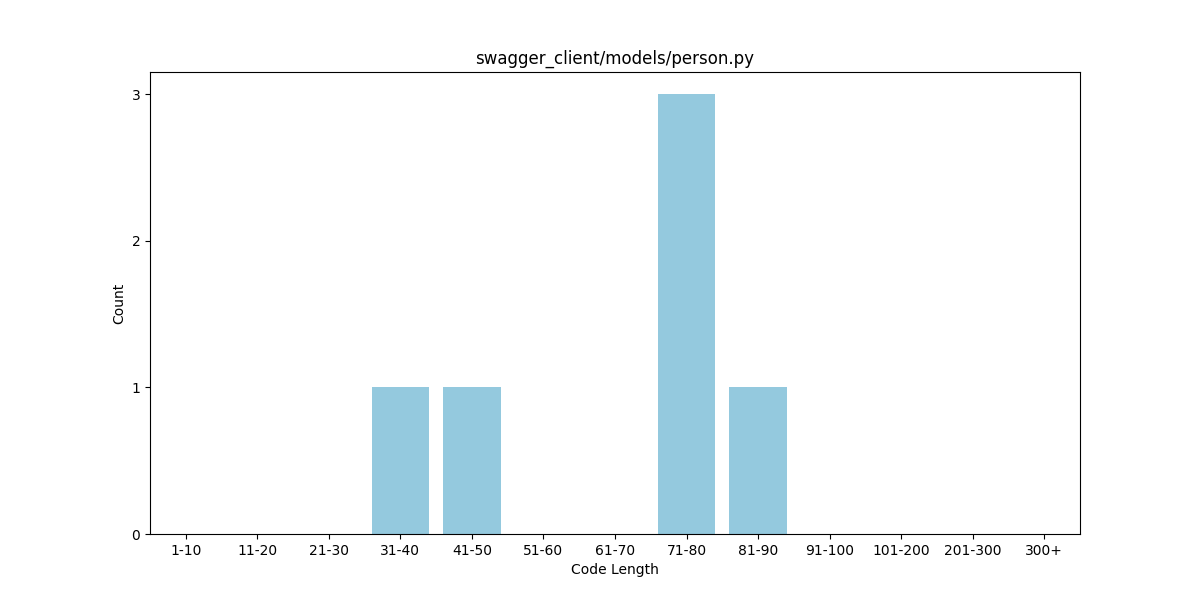 swagger_client/models/person.py
3
2
1
0
Count
1-10 11-20 21-30 31-40 41-50 51-60 61-70 71-80 81-90 91-100 101-200 201-300 300+
Code Length